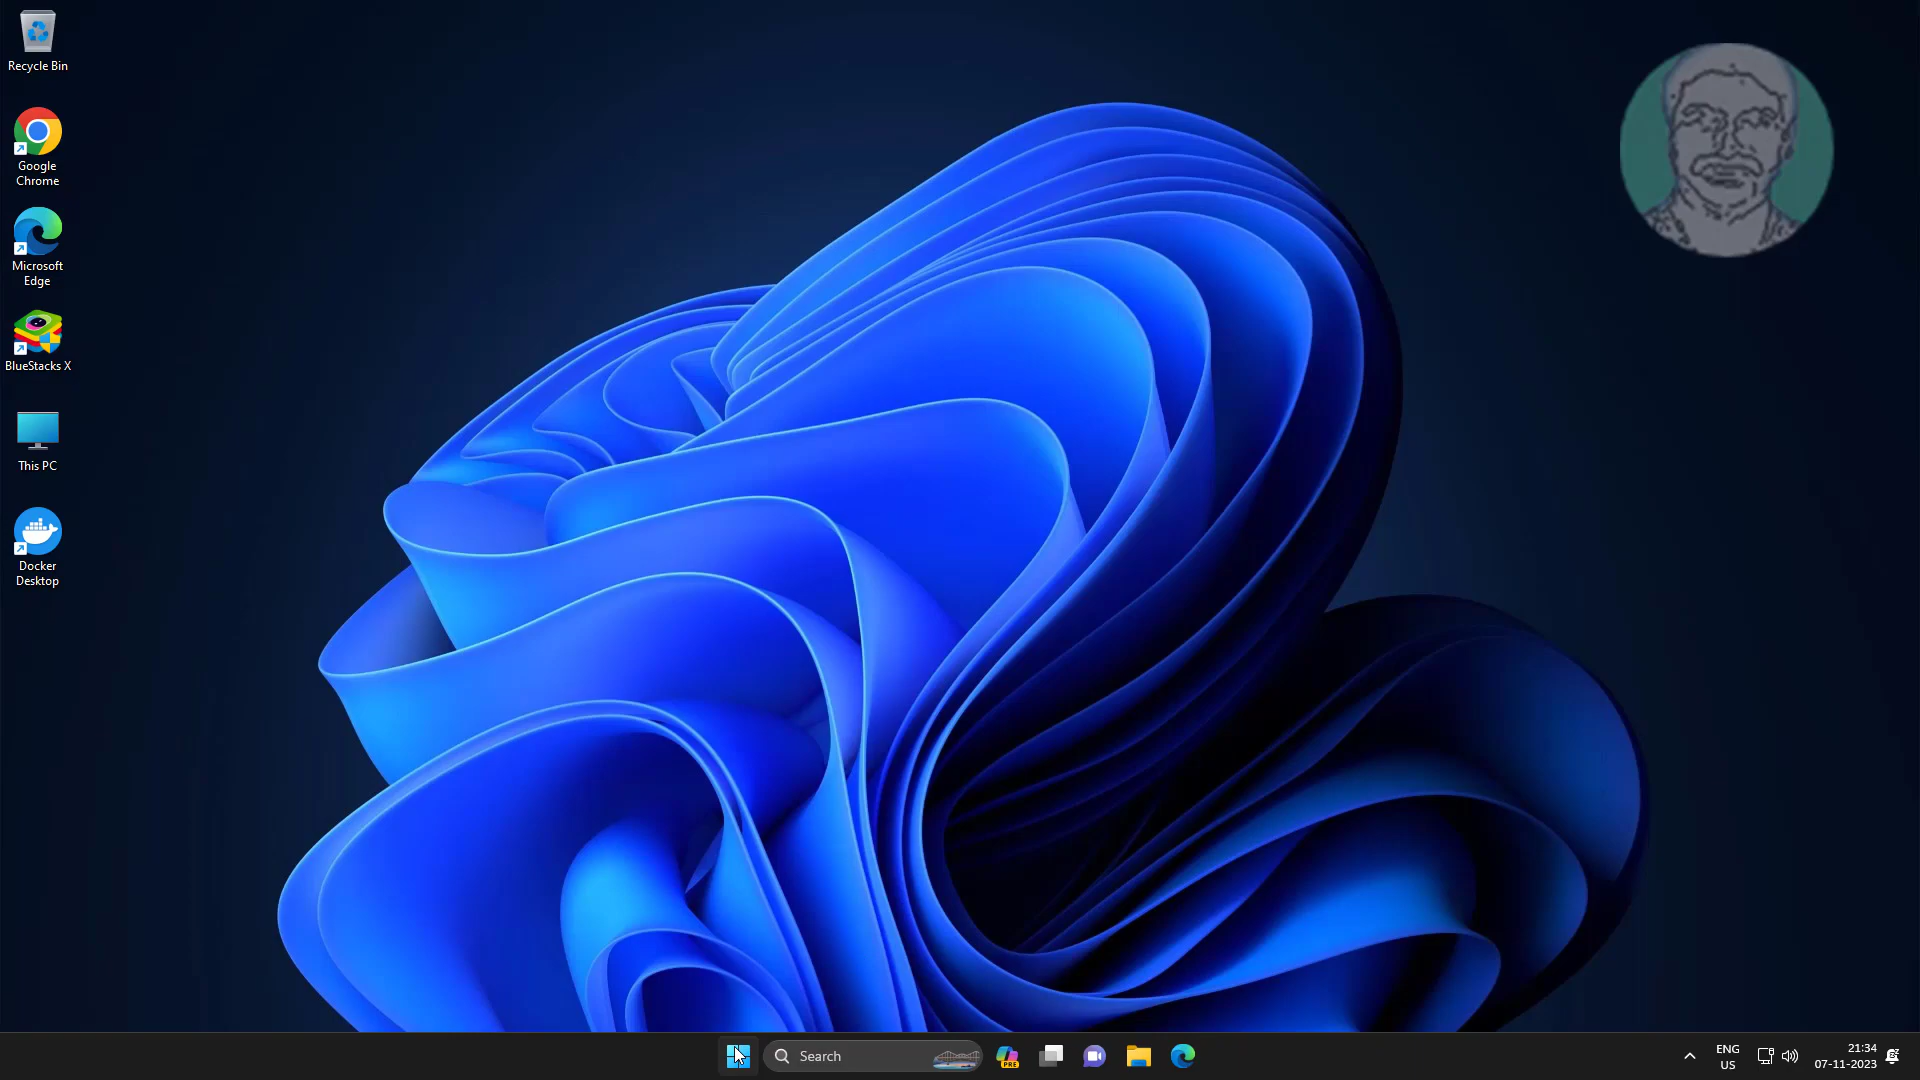 Recycle Bin
Google
Chrome
Microsoft
Edge
BlueStacks X
This PC
Docker
Desktop
Search
PRE
ENG
US
21:34
07-11-2023